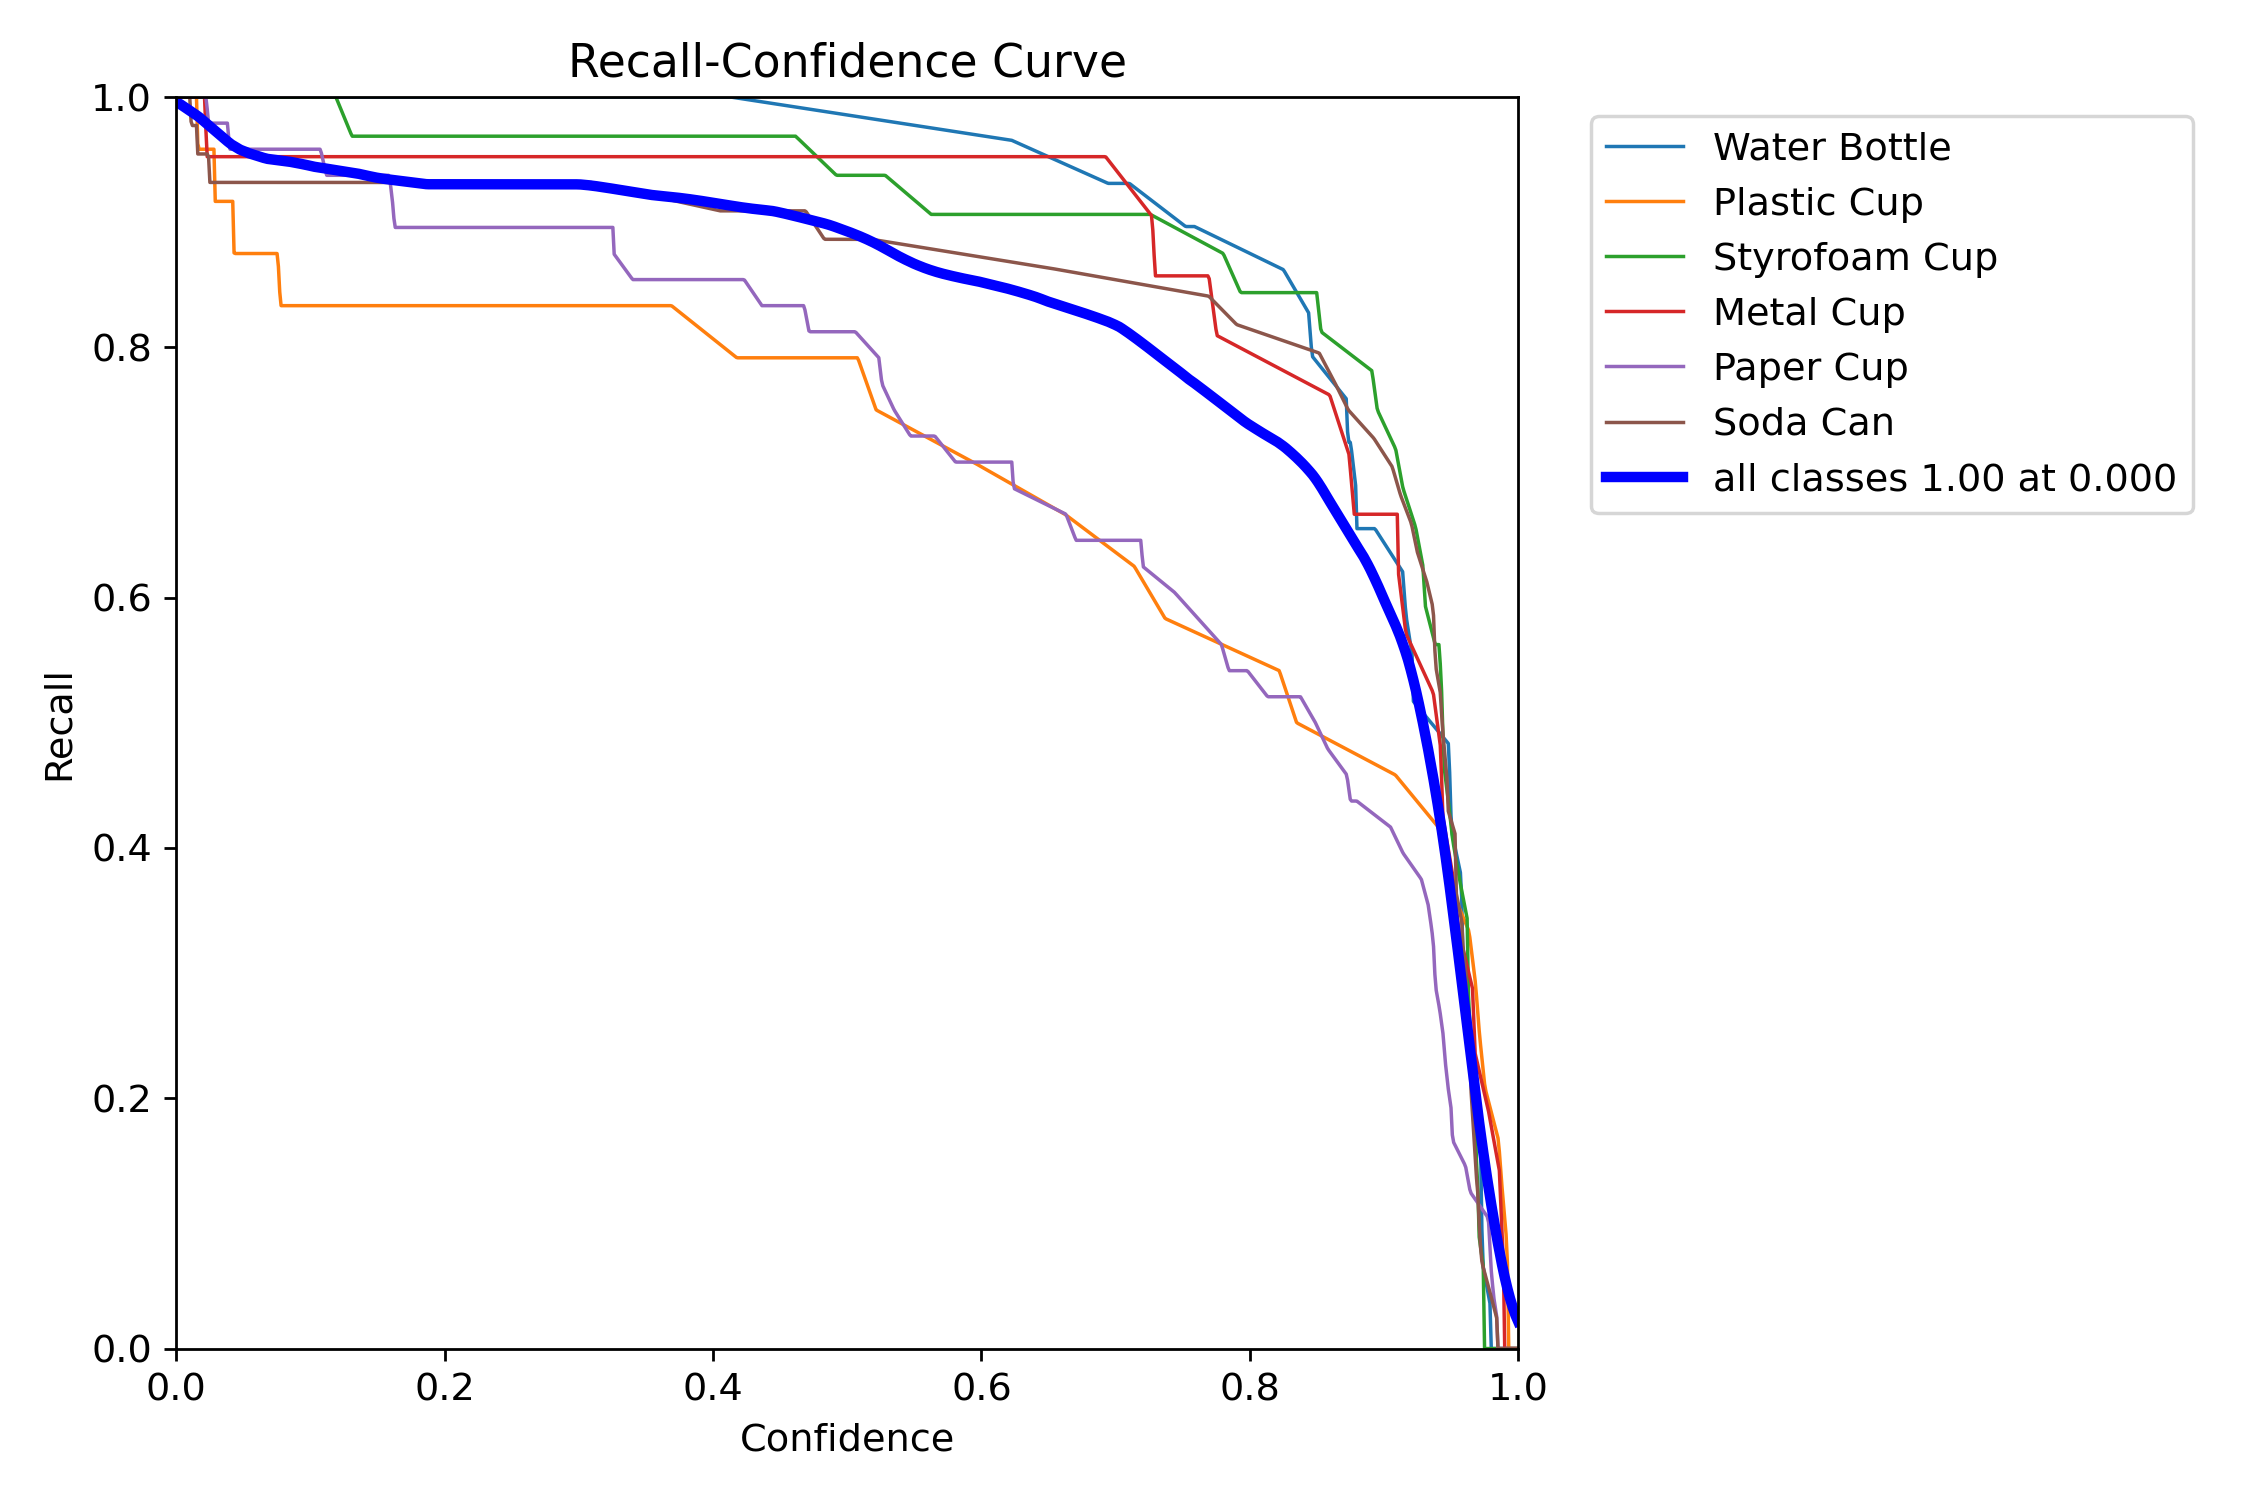 Recall-Confidence Curve
1.0
0.8
0.6
0.4
0.2
0.0
Recall
0.0 0.2 0.4 0.6 0.8 1.0
Confidence
Water Bottle
Plastic Cup
Styrofoam Cup
Metal Cup
Paper Cup
Soda Can
all classes 1.00 at 0.000